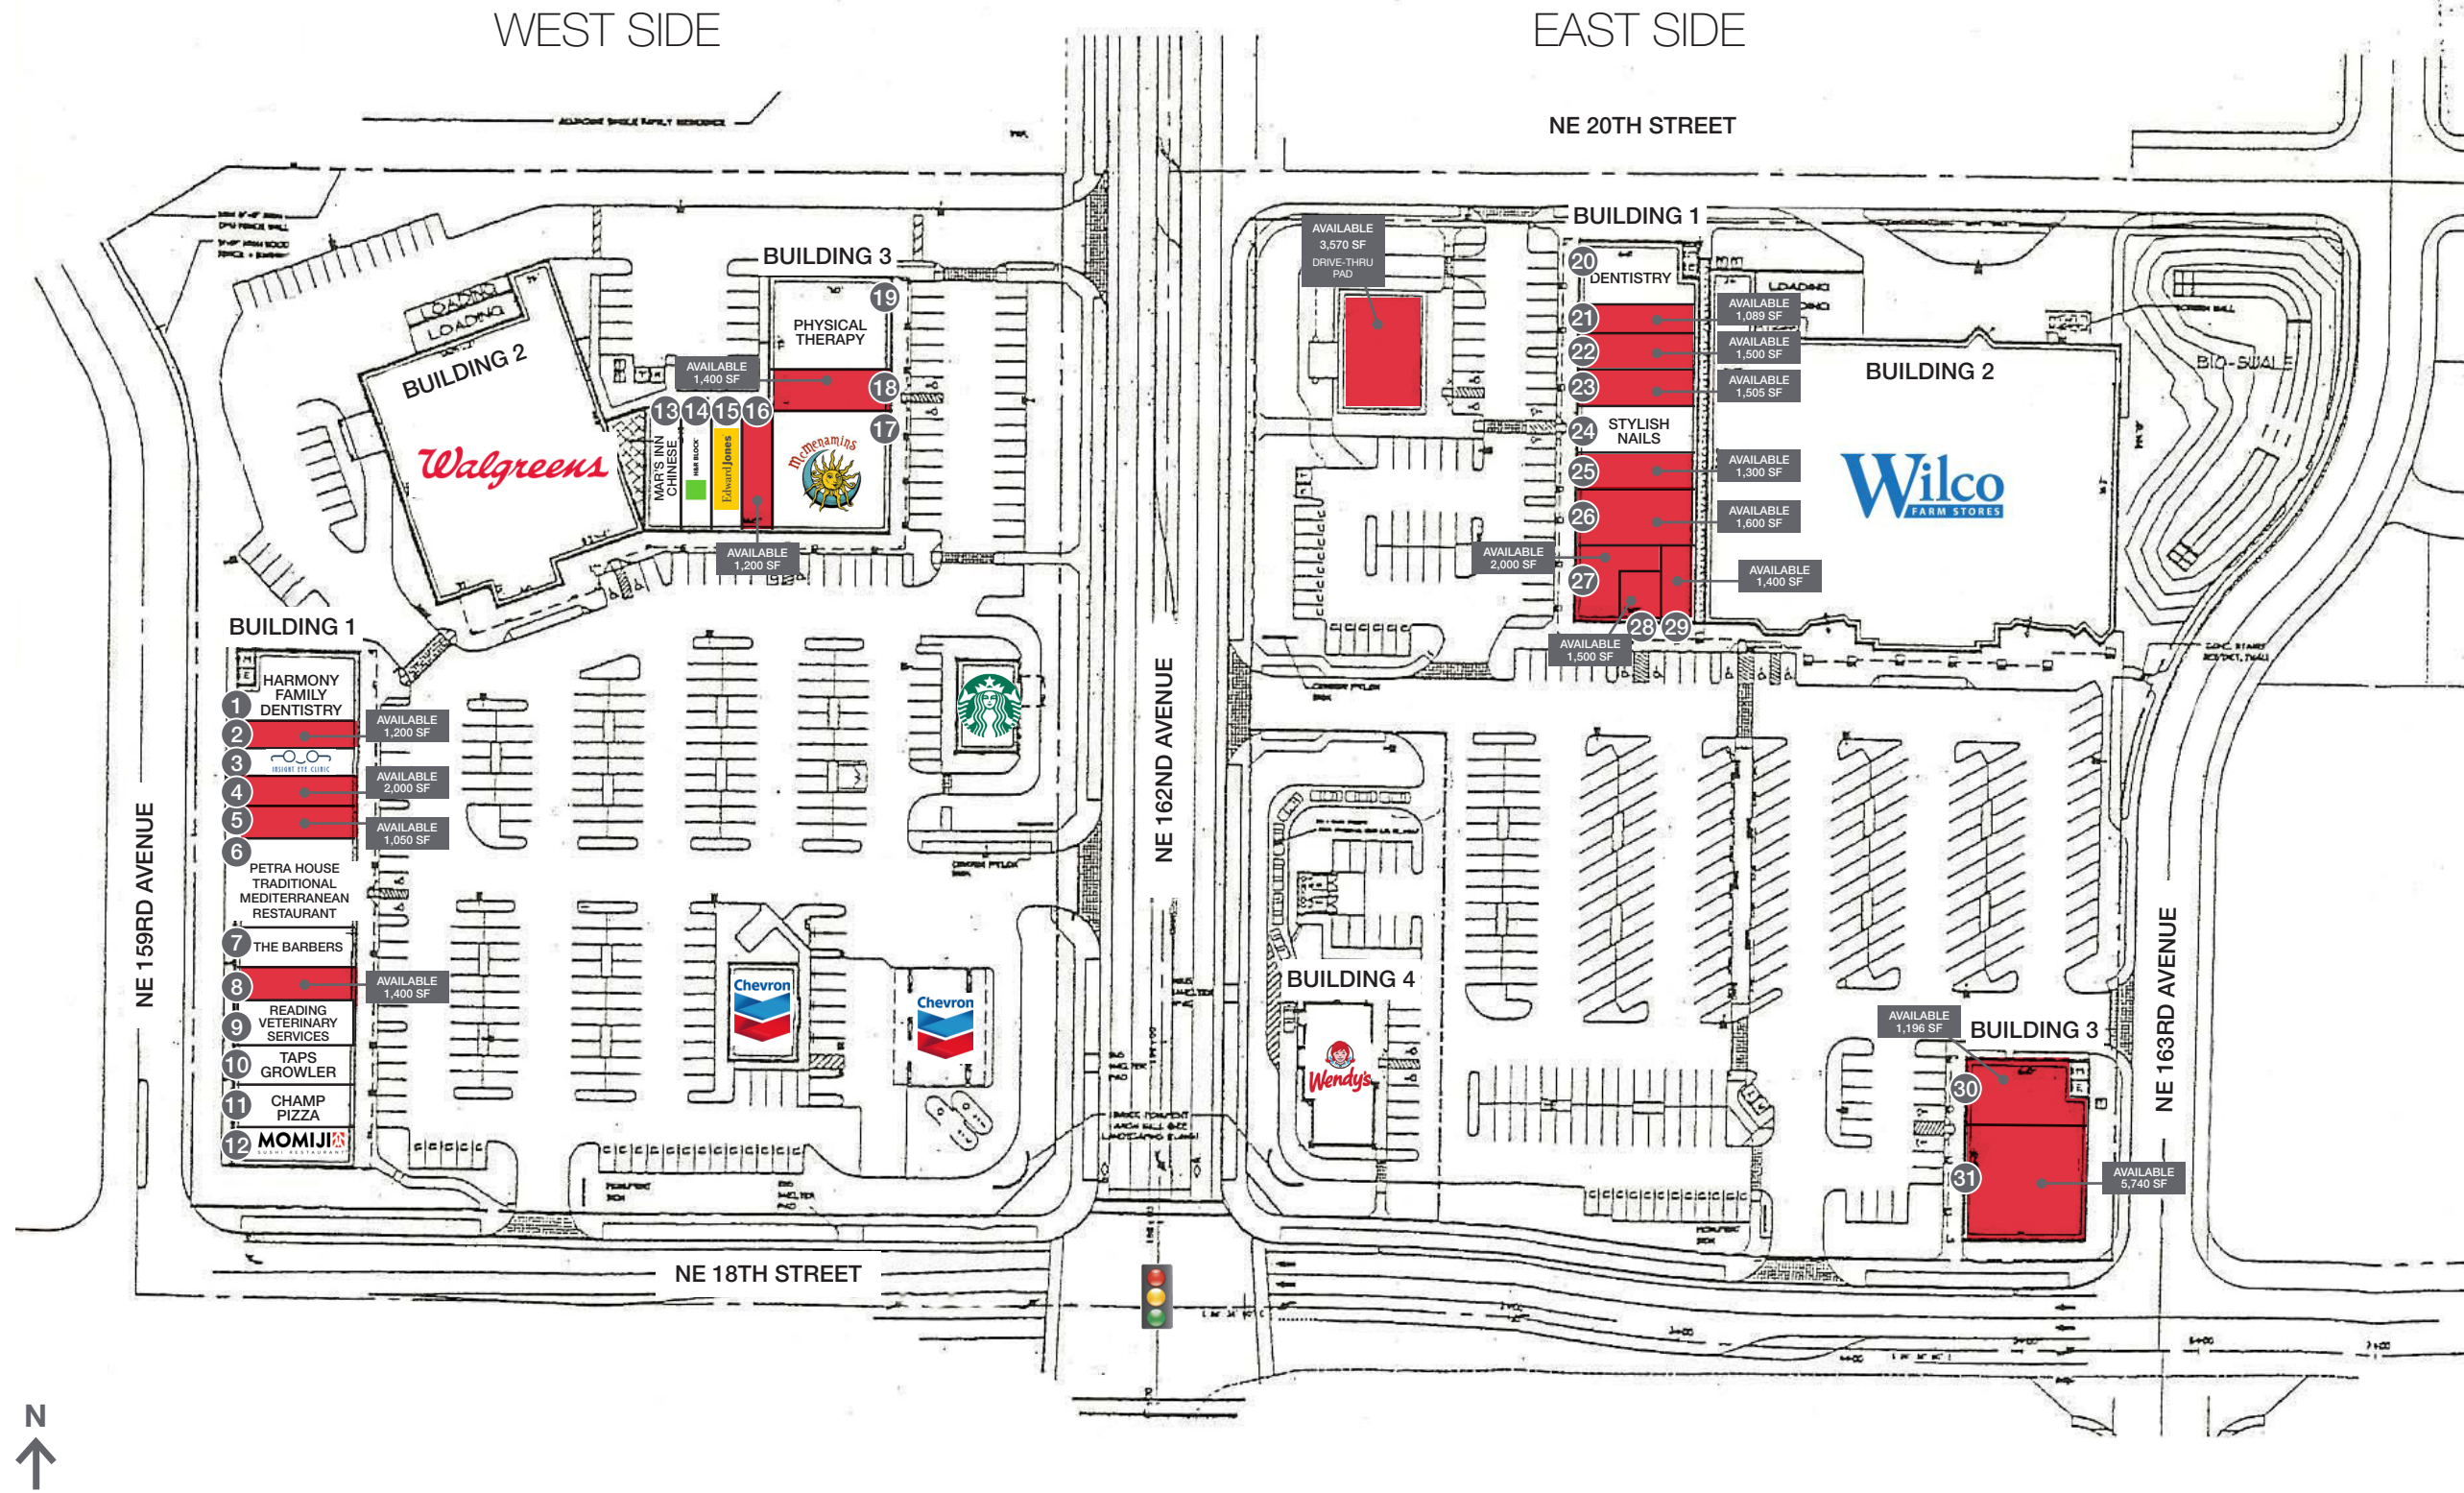 WEST SIDE
EAST SIDE
NE 20TH STREET
BUILDING 3
19
PHYSICAL
THERAPY
LOADING
LOADING
BUILDING 2
Walgreens
AVAILABLE
1,400 SF
18
13
14
15
16
17
MAR'S INN
CHINESE
H&R BLOCK
Edward Jones
McMenamins
AVAILABLE
1,200 SF
BUILDING 1
HARMONY
FAMILY
DENTISTRY
1
2
AVAILABLE
1,200 SF
3
INSIGHT EYE CLINIC
4
AVAILABLE
2,000 SF
5
AVAILABLE
1,050 SF
6
PETRA HOUSE
TRADITIONAL
MEDITERRANEAN
RESTAURANT
7
THE BARBERS
8
AVAILABLE
1,400 SF
9
READING
VETERINARY
SERVICES
10
TAPS
GROWLER
11
CHAMP
PIZZA
12
MOMIJI
SUSHI RESTAURANT
Chevron
Chevron
NE 159RD AVENUE
NE 162ND AVENUE
NE 18TH STREET
AVAILABLE
3,570 SF
DRIVE-THRU
PAD
BUILDING 1
20
DENTISTRY
21
AVAILABLE
1,089 SF
22
AVAILABLE
1,500 SF
23
AVAILABLE
1,505 SF
24
STYLISH
NAILS
25
AVAILABLE
1,300 SF
26
AVAILABLE
1,600 SF
AVAILABLE
2,000 SF
27
AVAILABLE
1,400 SF
28
29
AVAILABLE
1,500 SF
LOADING
BUILDING 2
Wilco
FARM STORES
BIO-SWALE
BUILDING 4
Wendy's
AVAILABLE
1,196 SF
BUILDING 3
30
31
AVAILABLE
5,740 SF
NE 163RD AVENUE
N